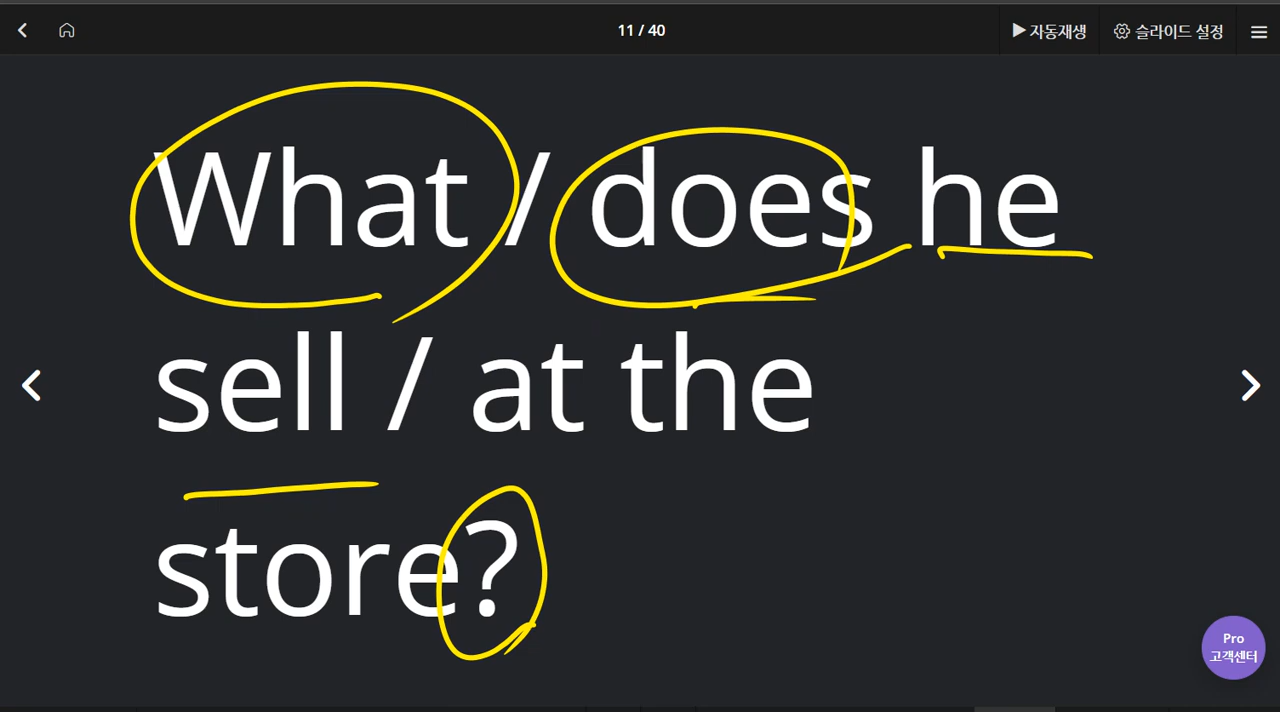 11 / 40
▶ 자동재생
슬라이드 설정
What / does he
sell / at the
store?
Pro
고객센터